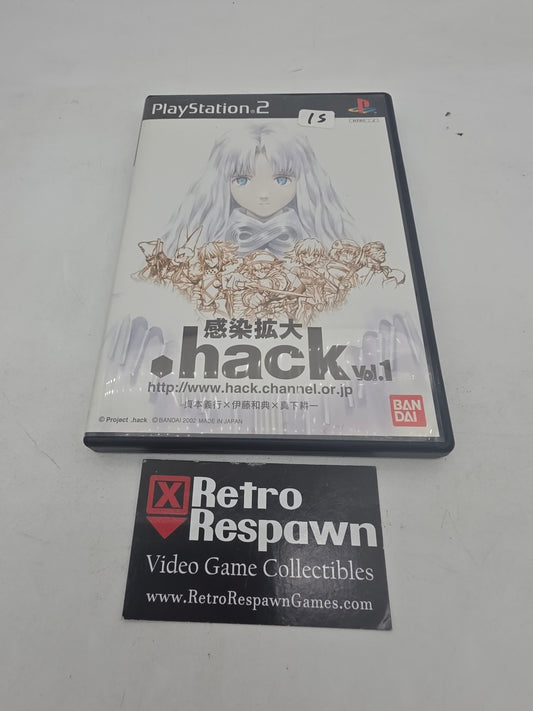 PlayStation®2
15
感染拡大
.hack Vol.1
http://www.hack.channel.or.jp
貞本義行×伊藤和典×真下耕一
© Project .hack © BANDAI 2002 MADE IN JAPAN
BAN
DAI
X Retro
Respawn
Video Game Collectibles
www.RetroRespawnGames.com